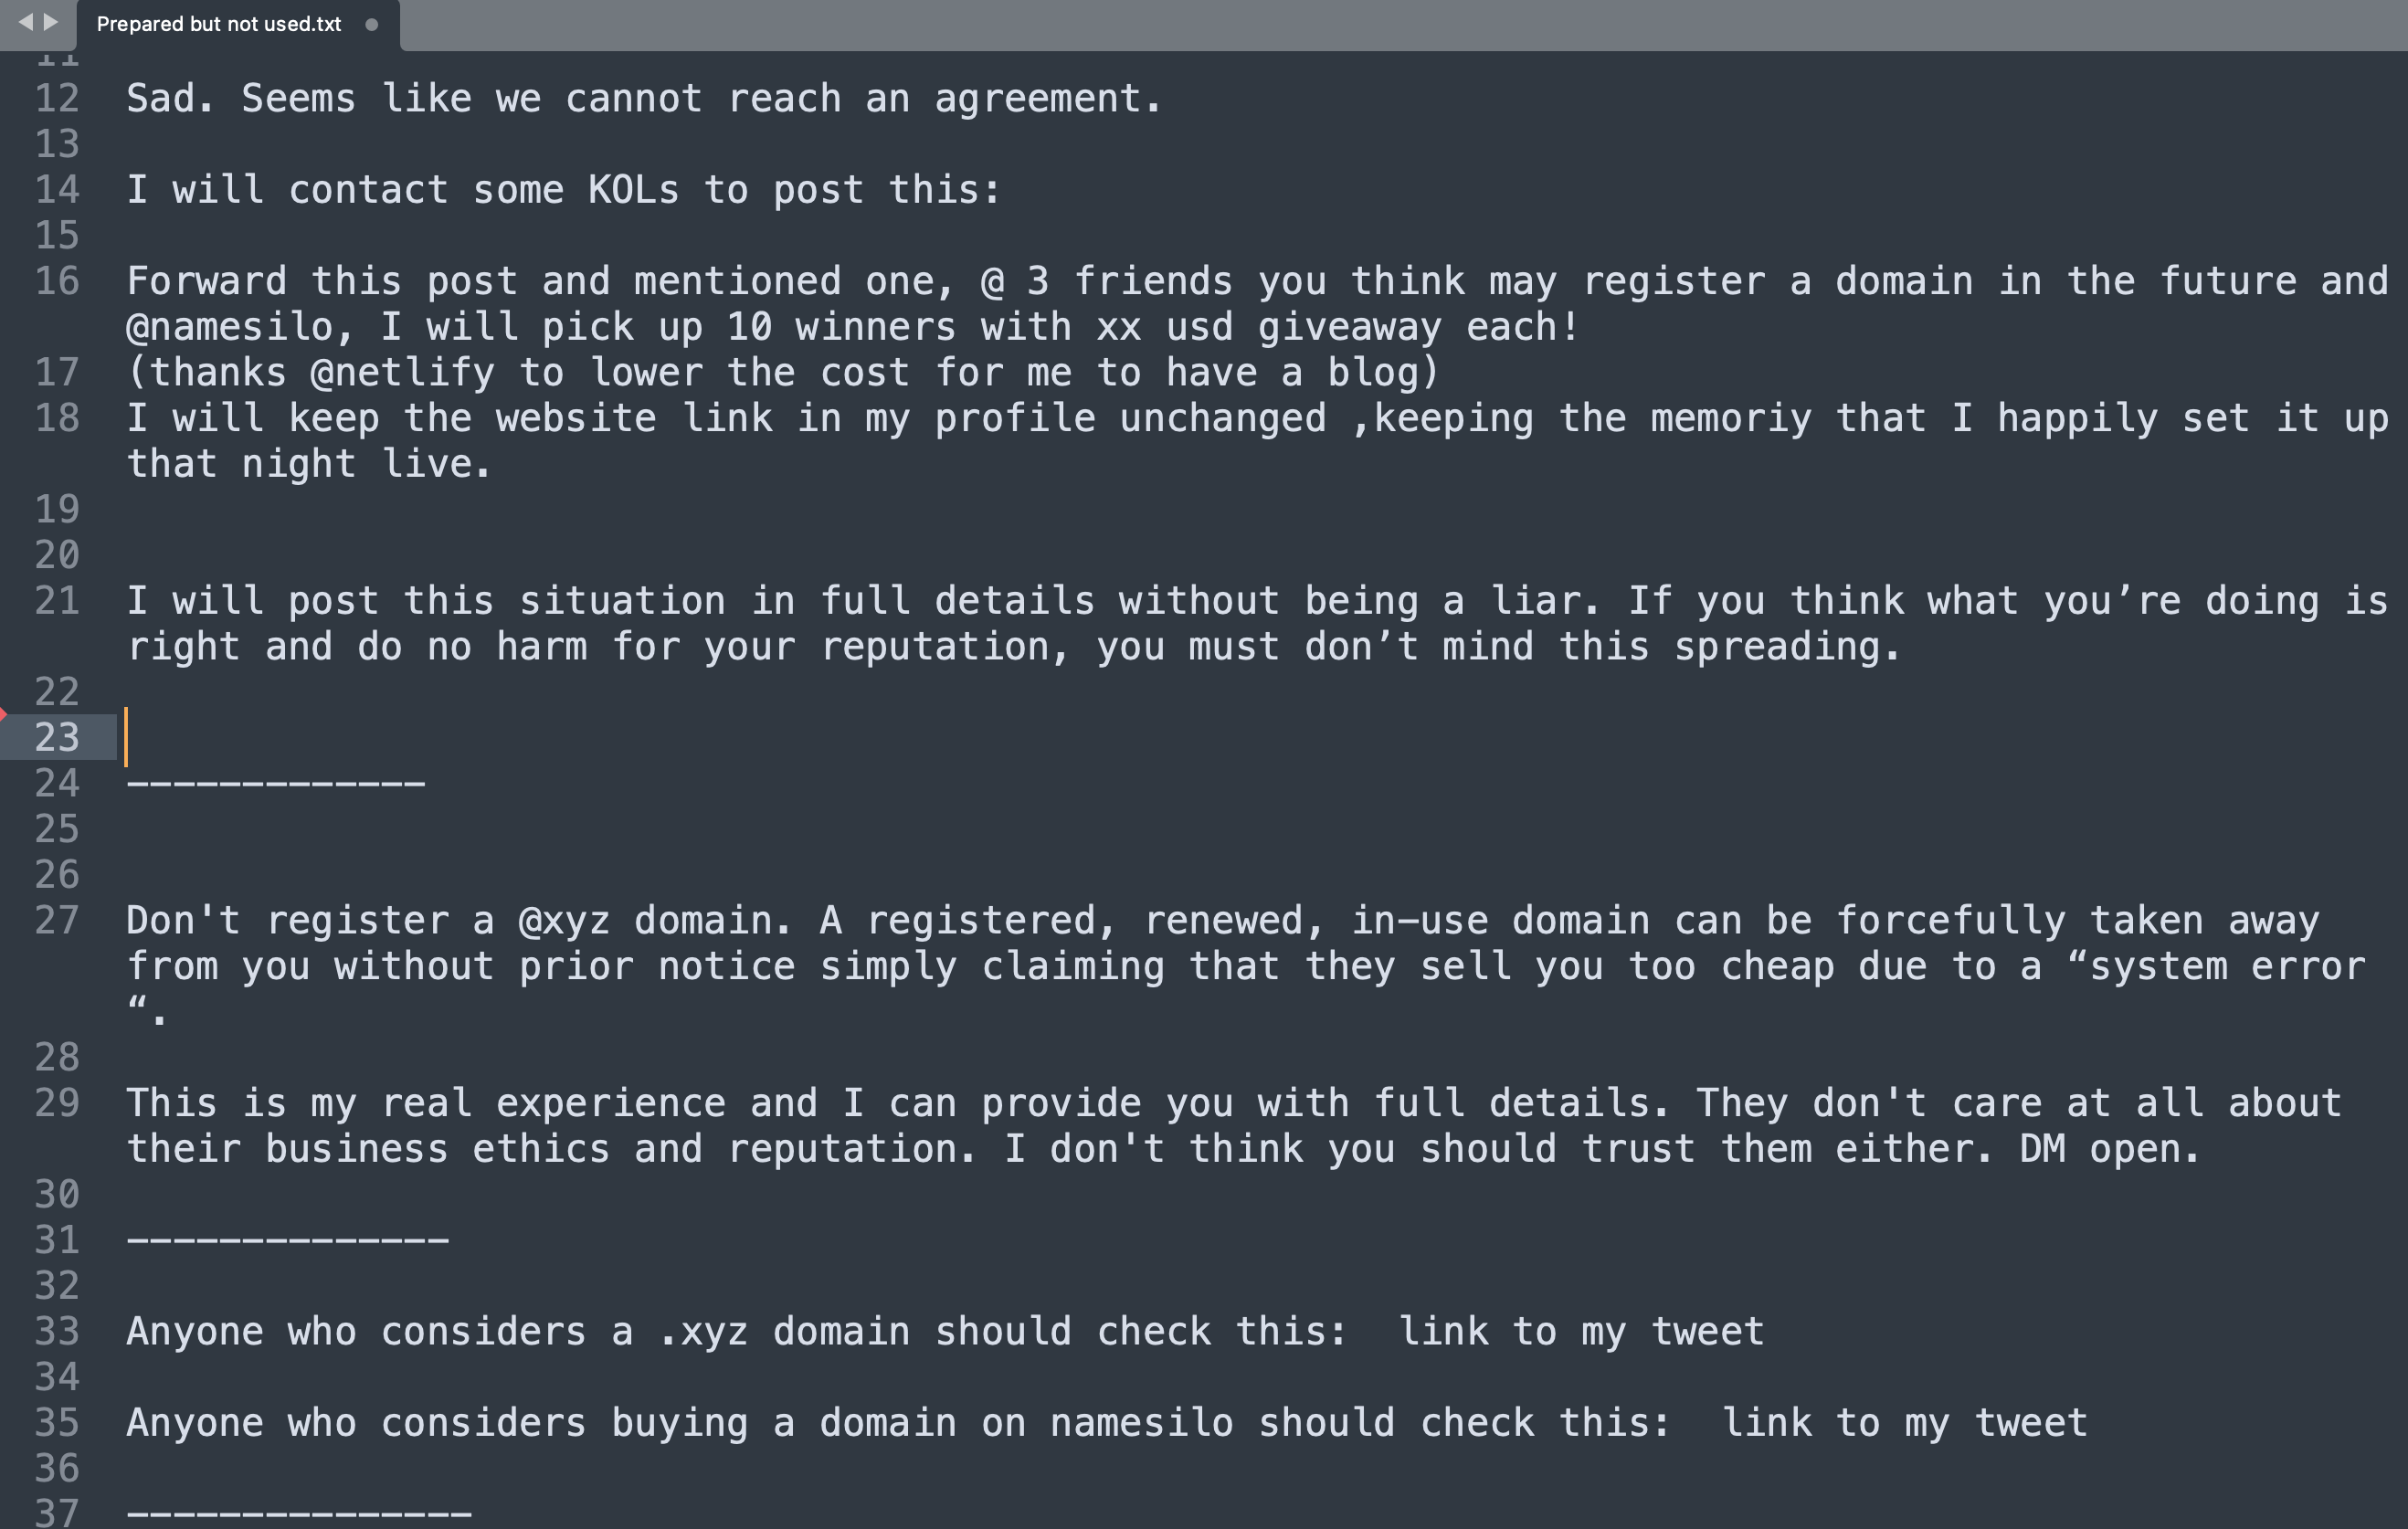 Prepared but not used.txt
11
12 Sad. Seems like we cannot reach an agreement.
13
14 I will contact some KOLs to post this:
15
16 Forward this post and mentioned one, @ 3 friends you think may register a domain in the future and
@namesilo, I will pick up 10 winners with xx usd giveaway each!
17 (thanks @netlify to lower the cost for me to have a blog)
18 I will keep the website link in my profile unchanged ,keeping the memoriy that I happily set it up
that night live.
19
20
21 I will post this situation in full details without being a liar. If you think what you’re doing is
right and do no harm for your reputation, you must don’t mind this spreading.
22
23
24 -------------
25
26
27 Don't register a @xyz domain. A registered, renewed, in-use domain can be forcefully taken away
from you without prior notice simply claiming that they sell you too cheap due to a “system error
“.
28
29 This is my real experience and I can provide you with full details. They don't care at all about
their business ethics and reputation. I don't think you should trust them either. DM open.
30
31 --------------
32
33 Anyone who considers a .xyz domain should check this:  link to my tweet
34
35 Anyone who considers buying a domain on namesilo should check this:  link to my tweet
36
37 ---------------